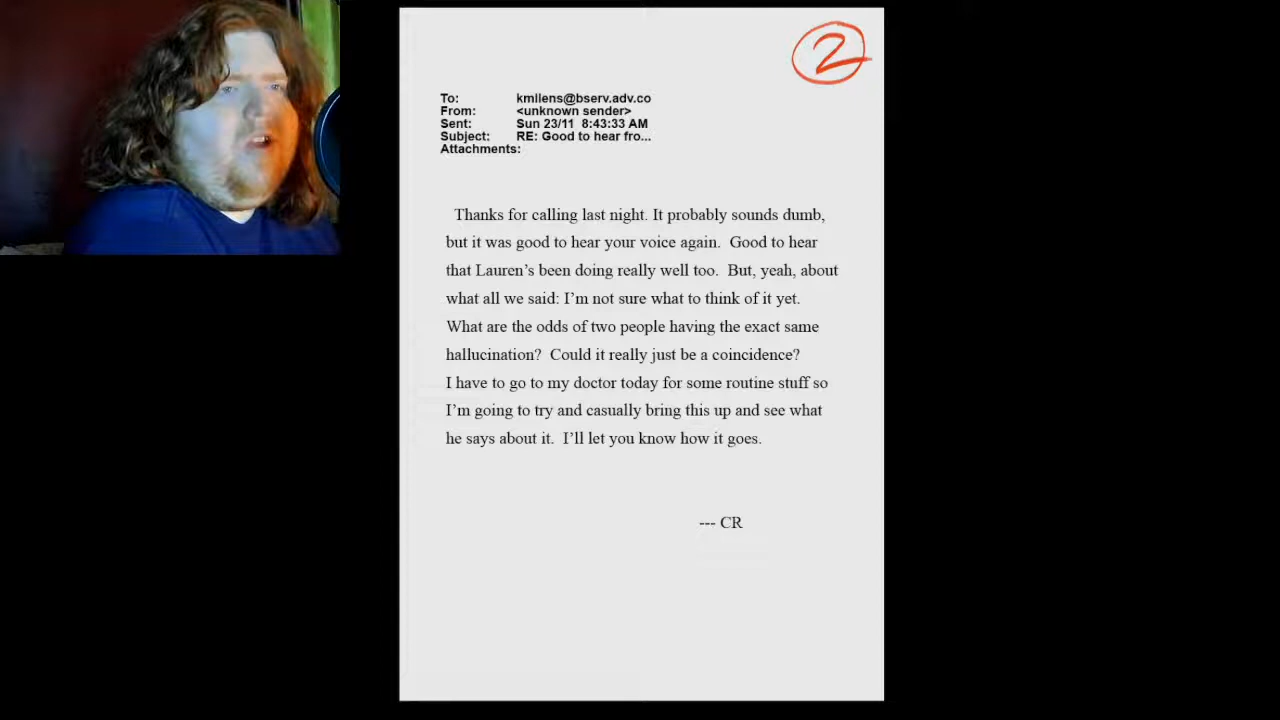 2
To: kmilens@bserv.adv.co
From: <unknown sender>
Sent: Sun 23/11 8:43:33 AM
Subject: RE: Good to hear fro...
Attachments:
Thanks for calling last night. It probably sounds dumb,
but it was good to hear your voice again. Good to hear
that Lauren’s been doing really well too. But, yeah, about
what all we said: I’m not sure what to think of it yet.
What are the odds of two people having the exact same
hallucination? Could it really just be a coincidence?
I have to go to my doctor today for some routine stuff so
I’m going to try and casually bring this up and see what
he says about it. I’ll let you know how it goes.
--- CR